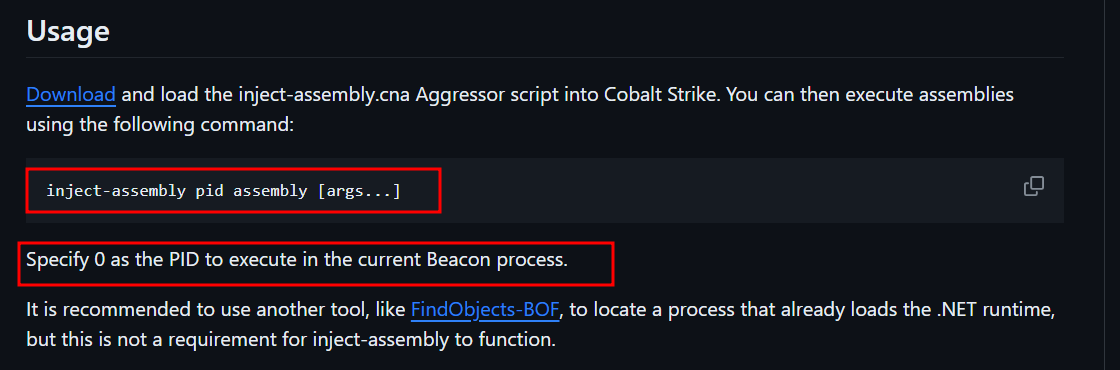 Usage
Download and load the inject-assembly.cna Aggressor script into Cobalt Strike. You can then execute assemblies
using the following command:
inject-assembly pid assembly [args...]
Specify 0 as the PID to execute in the current Beacon process.
It is recommended to use another tool, like FindObjects-BOF, to locate a process that already loads the .NET runtime,
but this is not a requirement for inject-assembly to function.